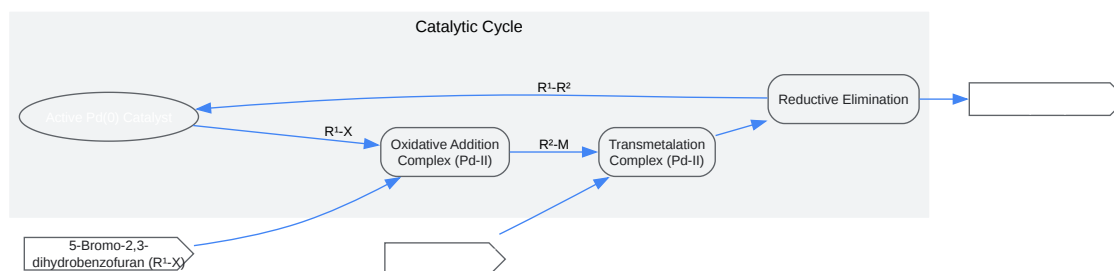 Catalytic Cycle
R¹-R²
Reductive Elimination
Active Pd(0) Catalyst
R¹-X
Oxidative Addition
Complex (Pd-II)
R²-M
Transmetalation
Complex (Pd-II)
5-Bromo-2,3-
dihydrobenzofuran (R¹-X)